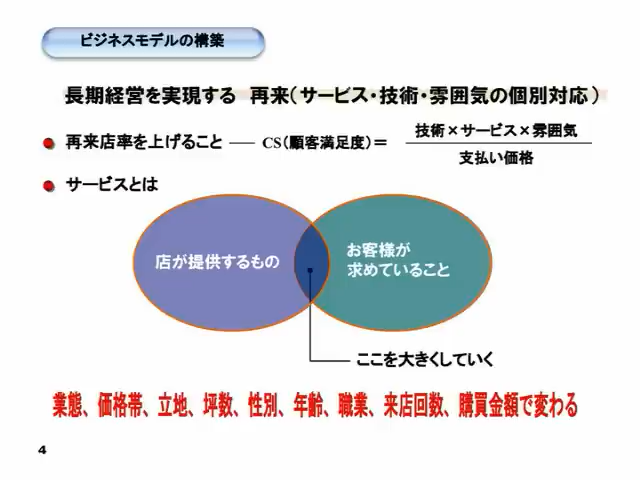 ビジネスモデルの構築
長期経営を実現する 再来(サービス・技術・雰囲気の個別対応)
再来店率を上げること ― CS(顧客満足度)= 技術×サービス×雰囲気
支払い価格
サービスとは
店が提供するもの
お客様が
求めていること
ここを大きくしていく
業態、価格帯、立地、坪数、性別、年齢、職業、来店回数、購買金額で変わる
4